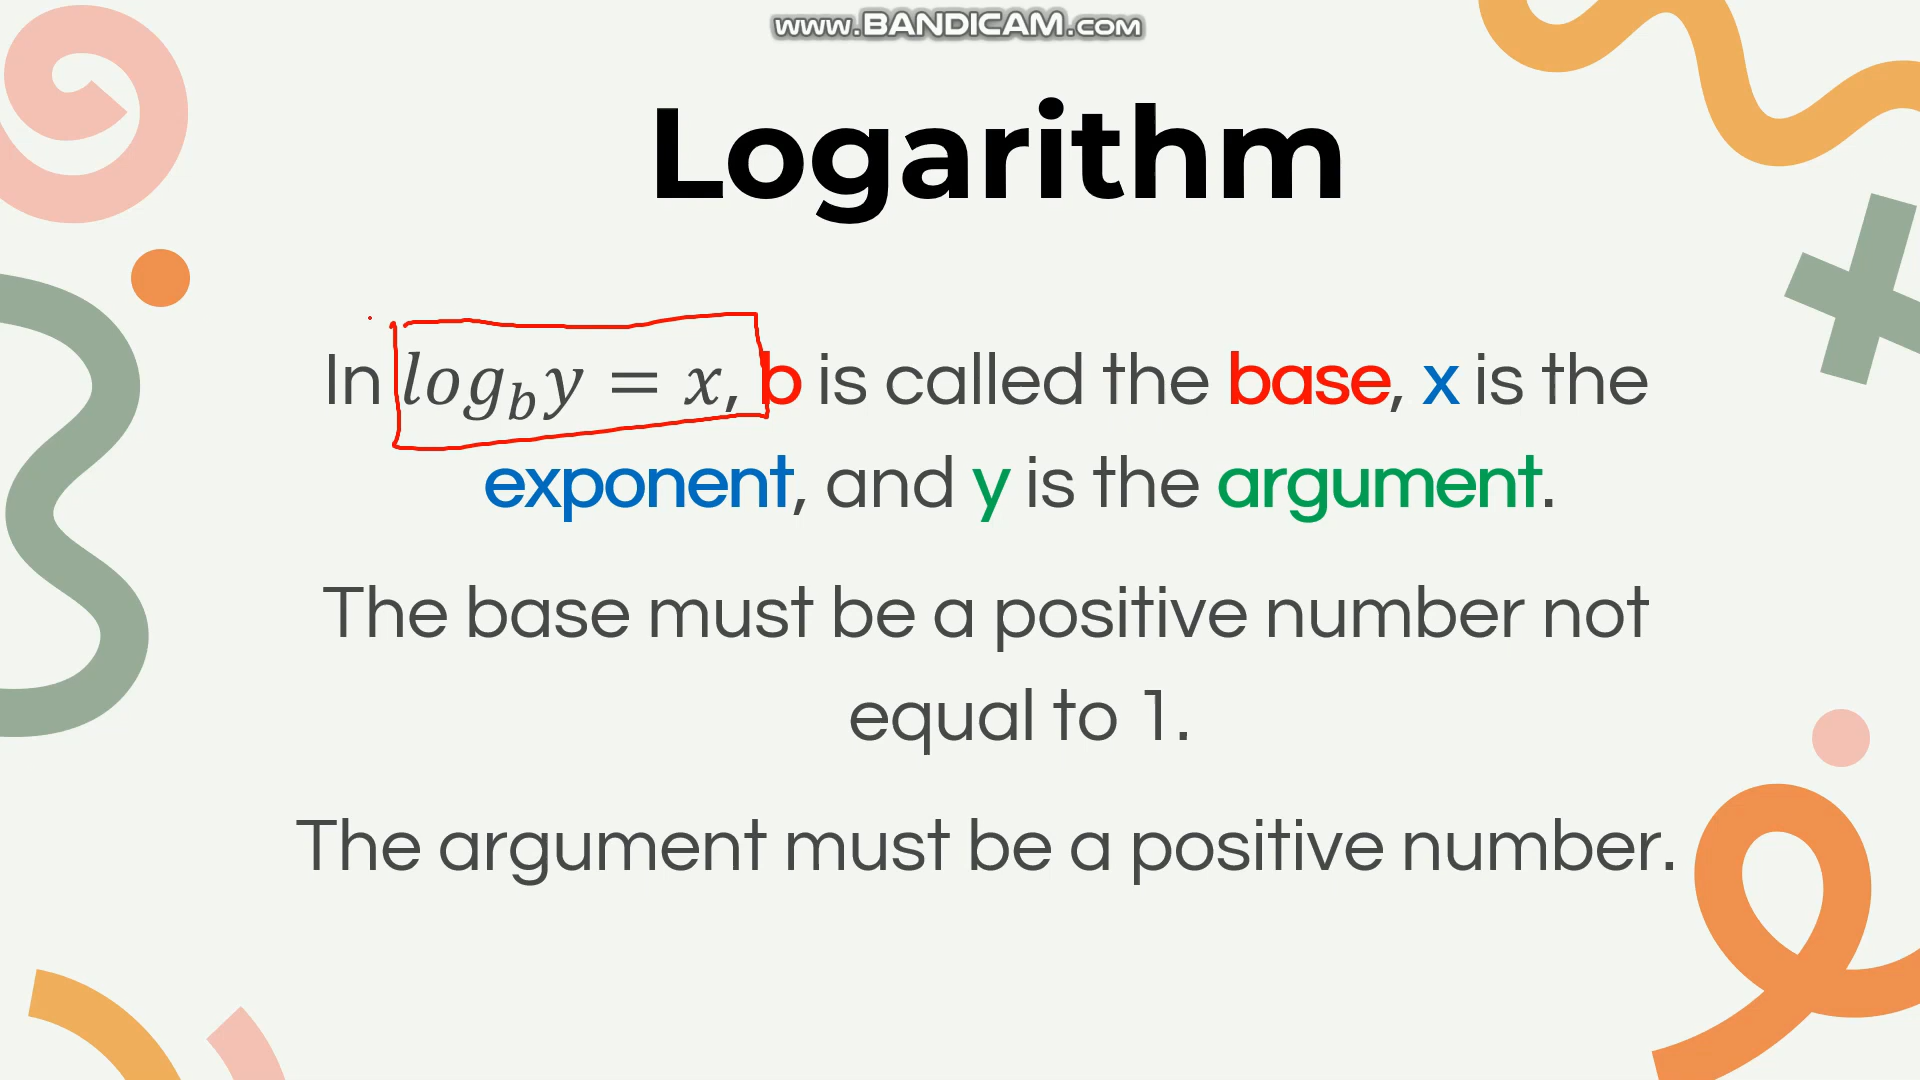 www.BANDICAM.com
Logarithm
In log_b y = x, b is called the base, x is the
exponent, and y is the argument.
The base must be a positive number not
equal to 1.
The argument must be a positive number.